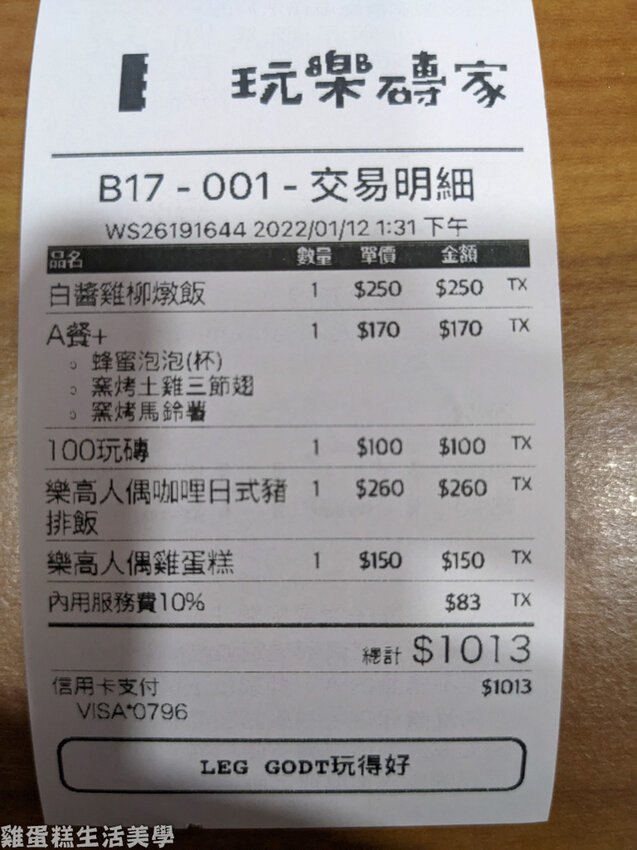 玩樂磚家
B17 - 001 - 交易明細
WS26191644 2022/01/12 1:31 下午
品名 數量 單價 金額
白醬雞柳燉飯 1 $250 $250 TX
A餐+ 1 $170 $170 TX
。蜂蜜泡泡(杯)
。窯烤土雞三節翅
。窯烤馬鈴薯
100玩磚 1 $100 $100 TX
樂高人偶咖哩日式豬 1 $260 $260 TX
排飯
樂高人偶雞蛋糕 1 $150 $150 TX
內用服務費10% $83 TX
總計 $1013
信用卡支付 $1013
VISA*0796
LEG GODT玩得好
雞蛋糕生活美學